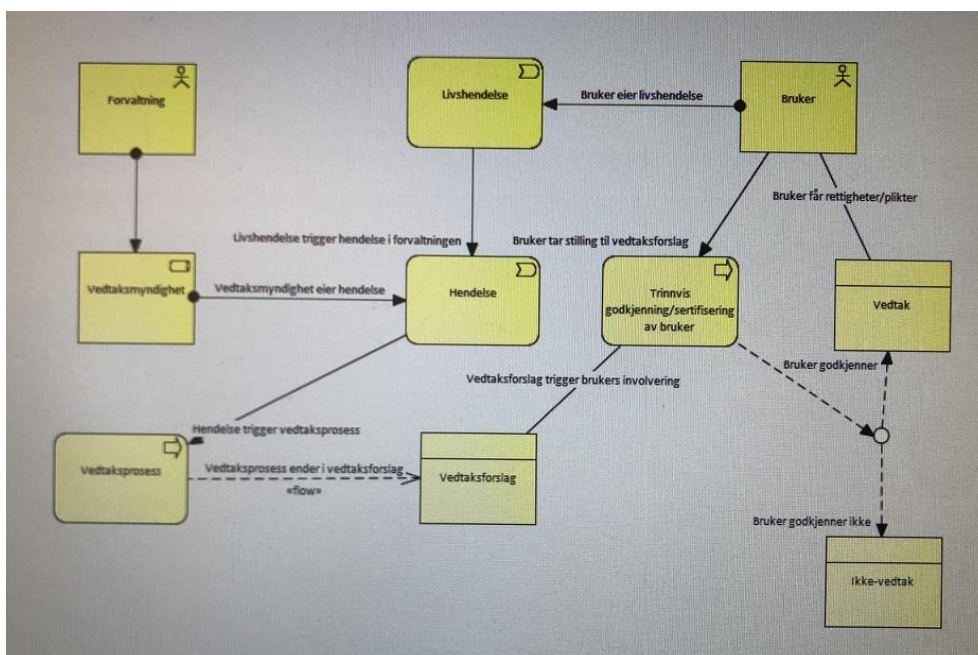 Forvaltning
Livshendelse
Bruker eier livshendelse
Bruker
Bruker får rettigheter/plikter
Livshendelse trigger hendelse i forvaltningen
Bruker tar stilling til vedtaksforslag
Vedtaksmyndighet
Vedtaksmyndighet eier hendelse
Hendelse
Trinnvis
godkjenning/sertifisering
av bruker
Vedtak
Bruker godkjenner
Vedtaksforslag trigger brukers involvering
Hendelse trigger vedtaksprosess
Vedtaksprosess
Vedtaksprosess ender i vedtaksforslag
«flow»
Vedtaksforslag
Bruker godkjenner ikke
Ikke-vedtak